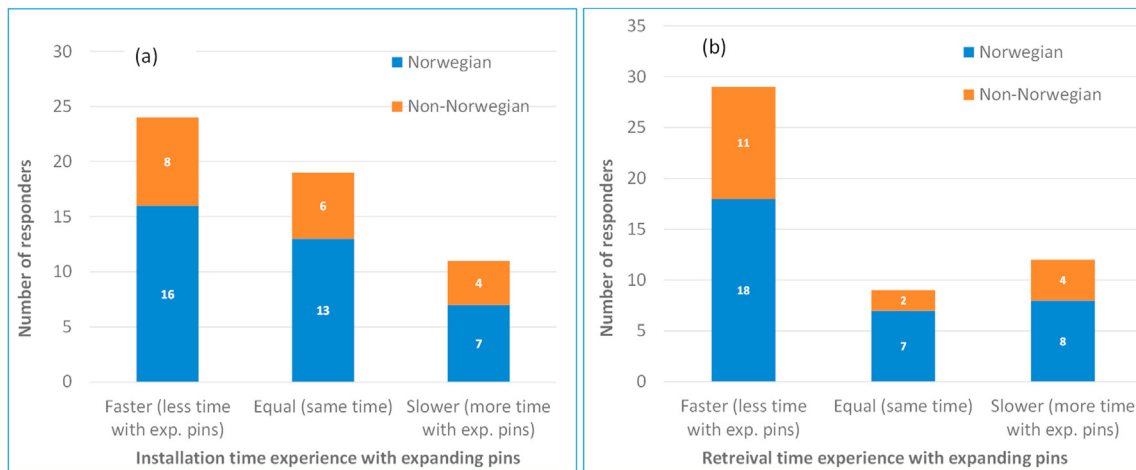 (a)
Norwegian
Non-Norwegian
Number of responders
30
25
20
15
10
5
0
8
16
6
13
4
7
Faster (less time
with exp. pins)
Equal (same time)
Slower (more time
with exp. pins)
Installation time experience with expanding pins
(b)
Norwegian
Non-Norwegian
Number of responders
35
30
25
20
15
10
5
0
11
18
2
7
4
8
Faster (less time
with exp. pins)
Equal (same time)
Slower (more time
with exp. pins)
Retreival time experience with expanding pins